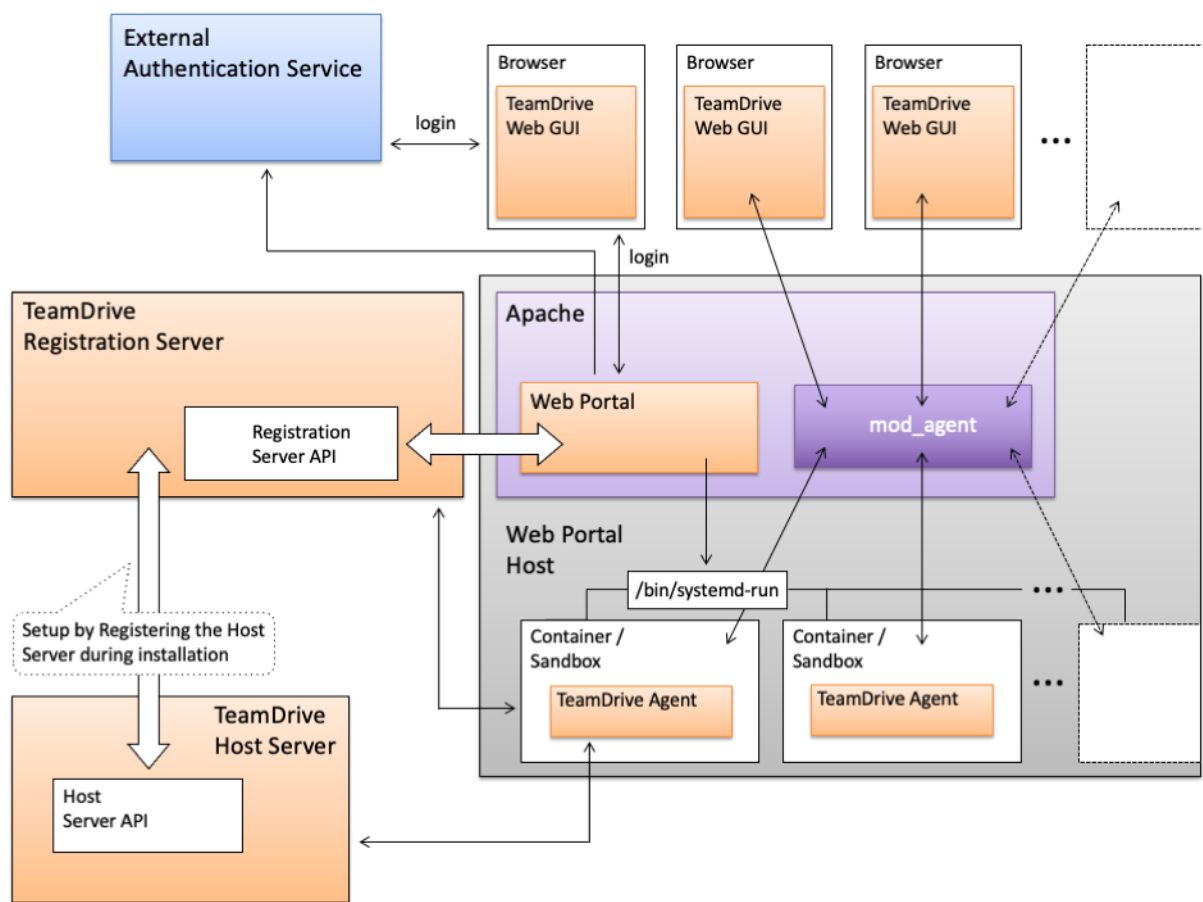 External
Authentication Service
login
Browser
TeamDrive
Web GUI
Browser
TeamDrive
Web GUI
Browser
TeamDrive
Web GUI
...
login
TeamDrive
Registration Server
Registration
Server API
Apache
Web Portal
mod_agent
Web Portal
Host
/bin/systemd-run
...
Setup by Registering the Host
Server during installation
Container /
Sandbox
TeamDrive Agent
Container /
Sandbox
TeamDrive Agent
...
TeamDrive
Host Server
Host
Server API